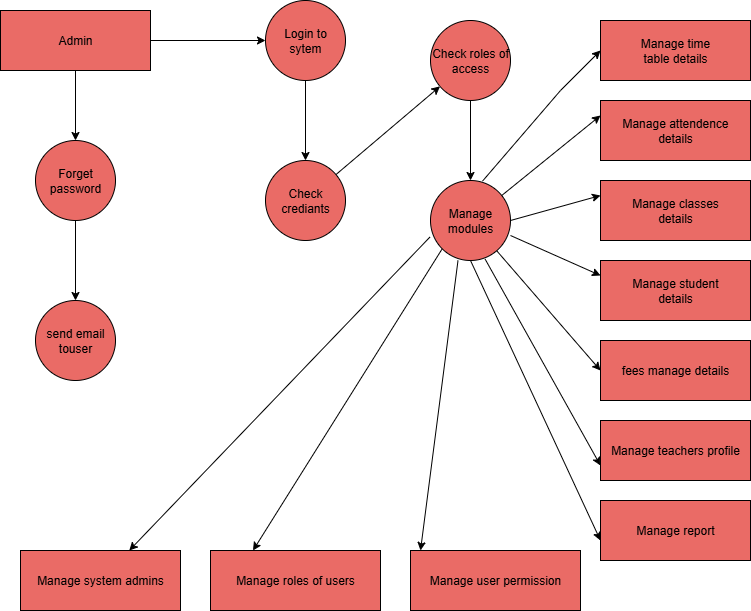 Admin
Login to
sytem
Check roles of
access
Manage time
table details
Manage attendence
details
Forget
password
Check
crediants
Manage
modules
Manage classes
details
Manage student
details
send email
touser
fees manage details
Manage teachers profile
Manage report
Manage system admins
Manage roles of users
Manage user permission